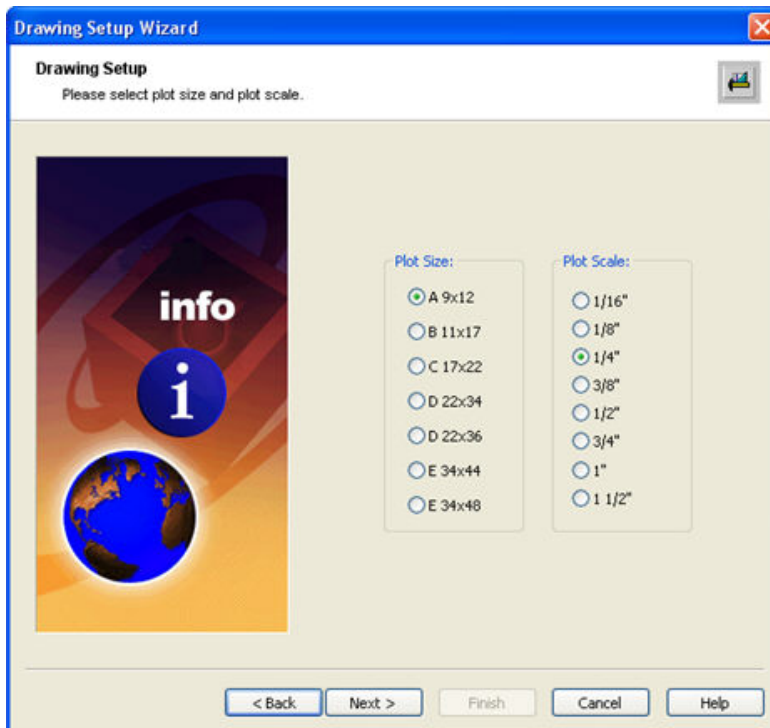 Drawing Setup Wizard
Drawing Setup
Please select plot size and plot scale.
info
i
Plot Size:
A 9x12
B 11x17
C 17x22
D 22x34
D 22x36
E 34x44
E 34x48
Plot Scale:
1/16"
1/8"
1/4"
3/8"
1/2"
3/4"
1"
1 1/2"
< Back
Next >
Finish
Cancel
Help